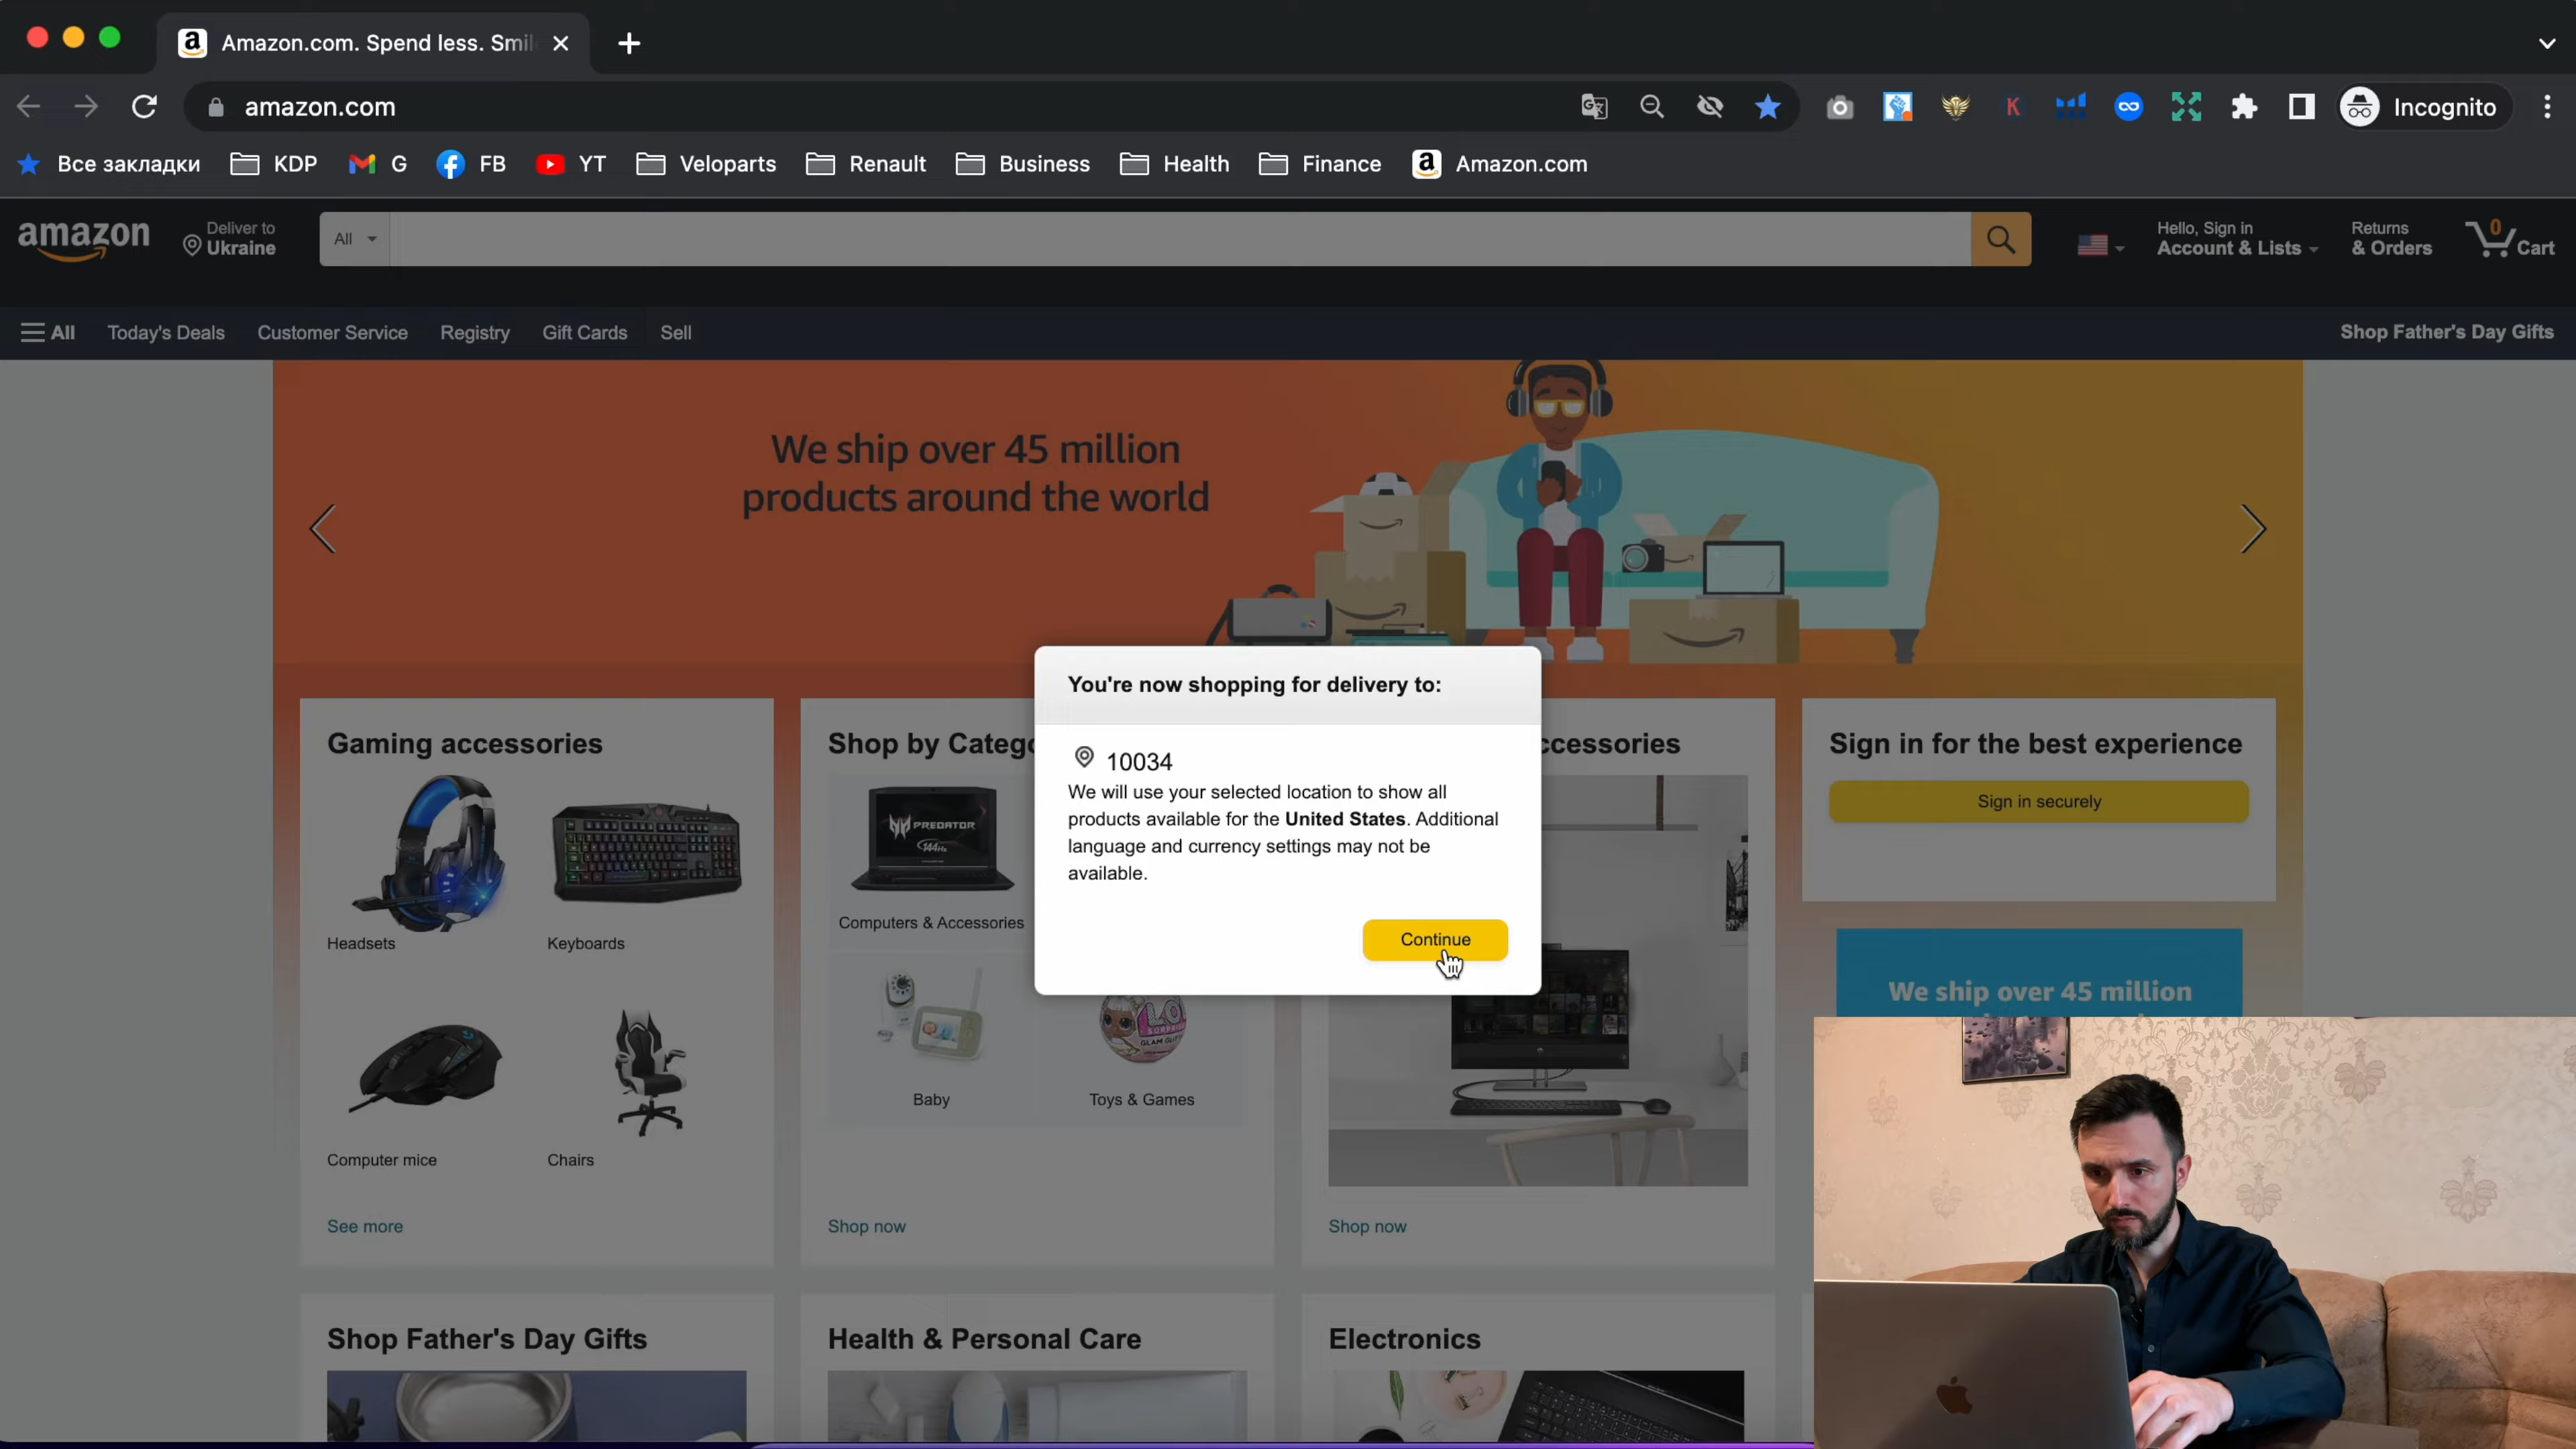 Amazon.com. Spend less. Smil
amazon.com
Incognito
Все закладки
KDP
G
FB
YT
Veloparts
Renault
Business
Health
Finance
Amazon.com
amazon
Deliver to
Ukraine
All
Hello, Sign in
Account & Lists
Returns
& Orders
0
Cart
All
Today's Deals
Customer Service
Registry
Gift Cards
Sell
Shop Father's Day Gifts
We ship over 45 million
products around the world
You're now shopping for delivery to:
10034
We will use your selected location to show all
products available for the United States. Additional
language and currency settings may not be
available.
Continue
Gaming accessories
Headsets
Keyboards
Computer mice
Chairs
See more
Shop by Catego
PREDATOR
144Hz
Computers & Accessories
Baby
Toys & Games
Shop now
ccessories
Shop now
Sign in for the best experience
Sign in securely
We ship over 45 million
Shop Father's Day Gifts
Health & Personal Care
Electronics